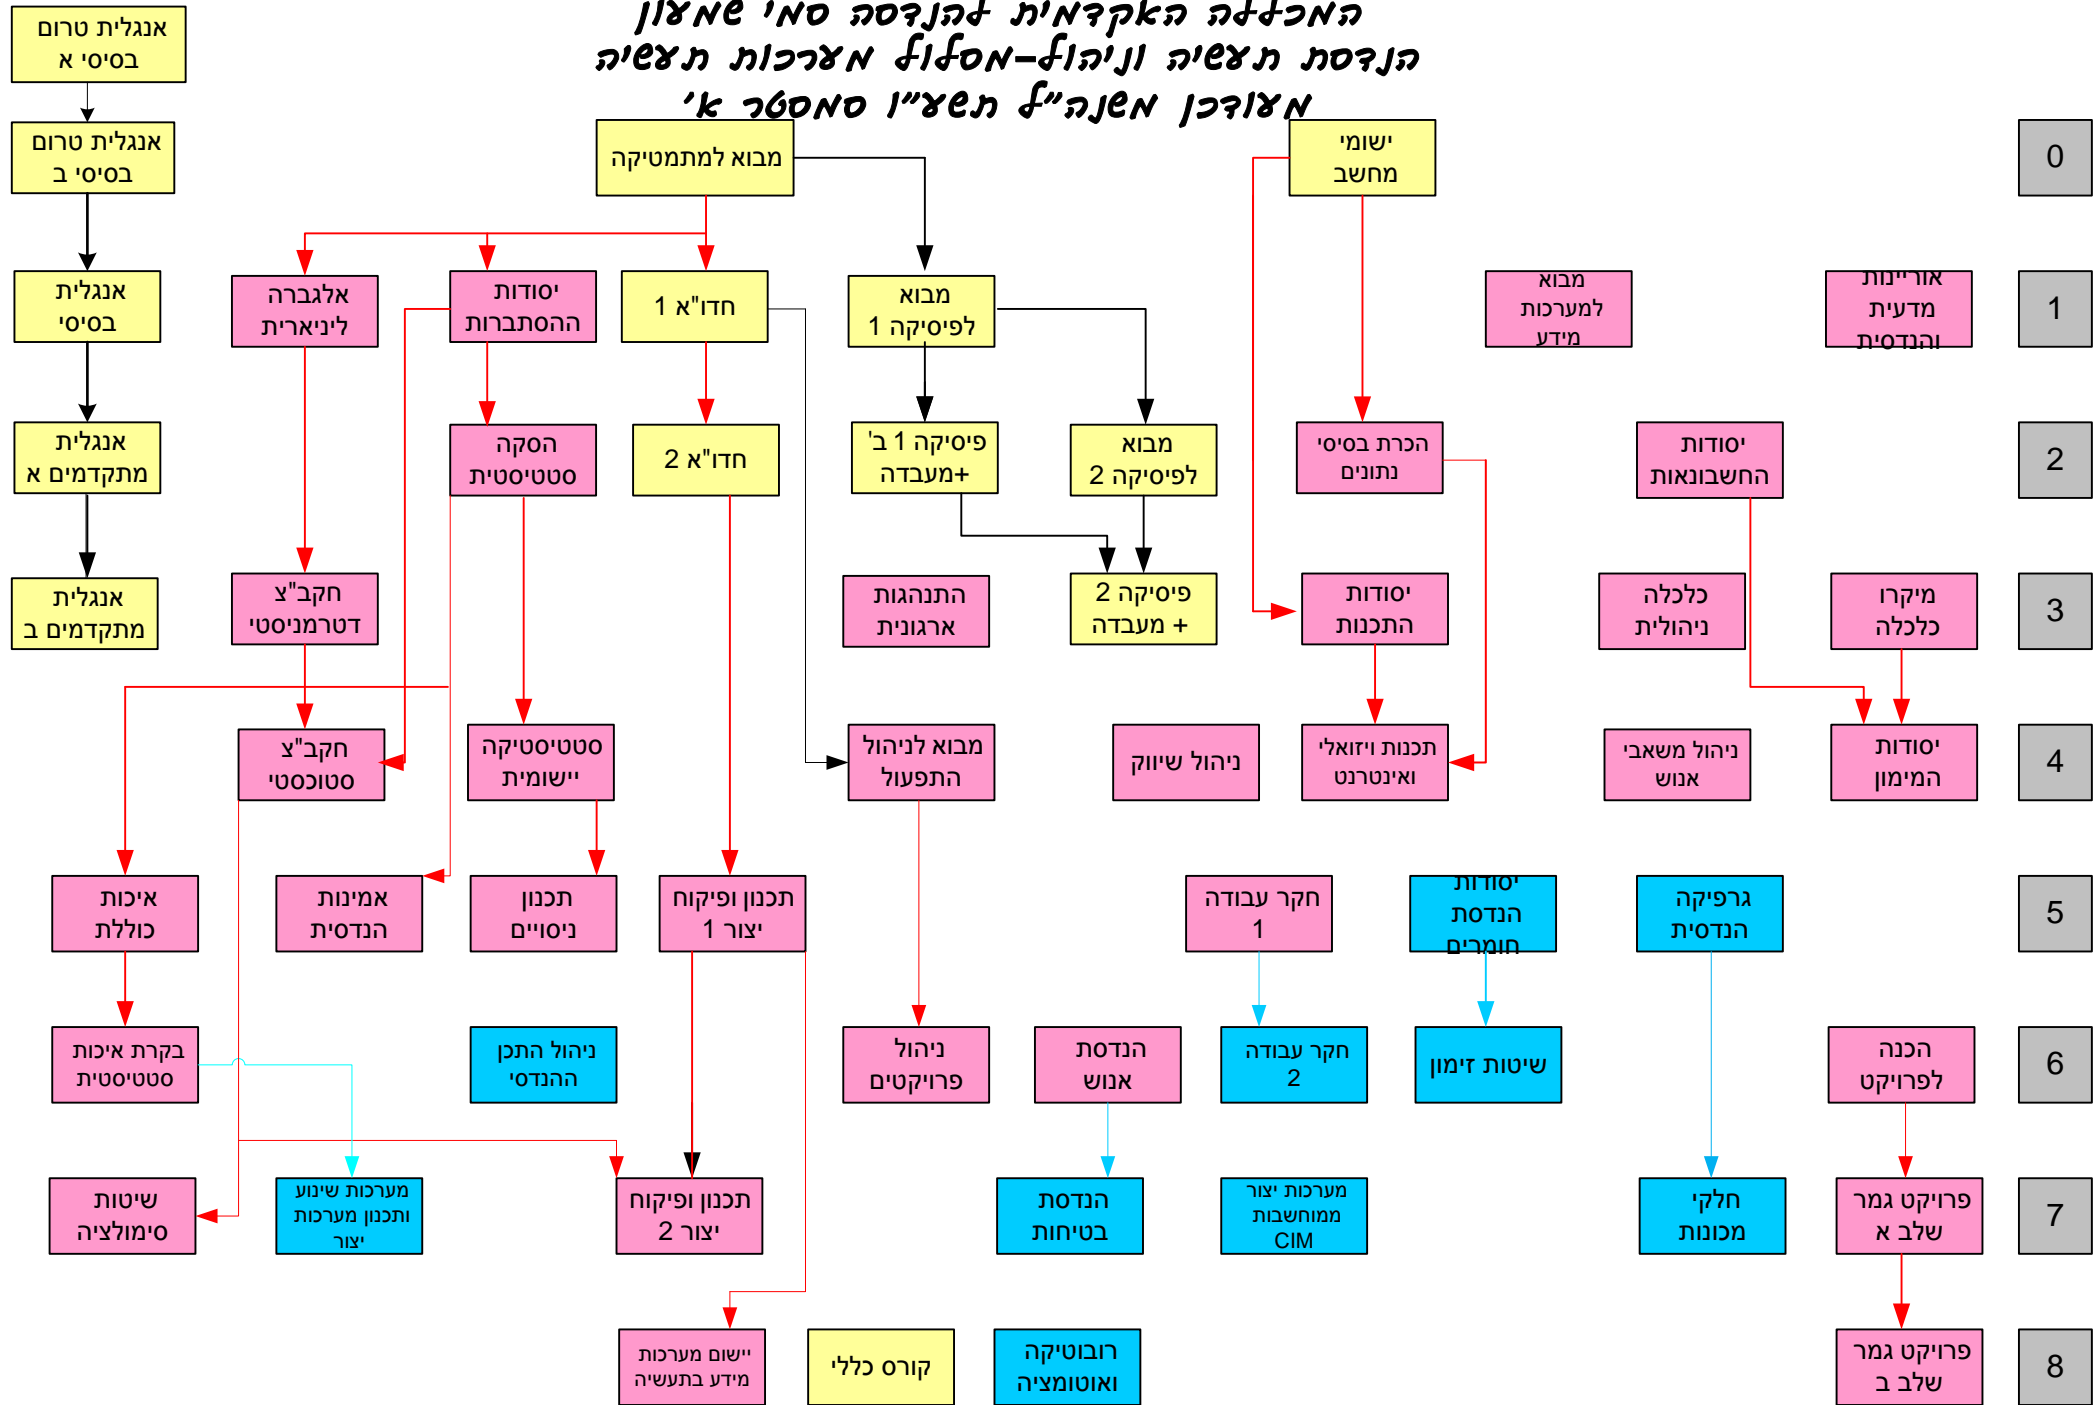 המכללה האקדמית להנדסה סמי שמעון
הנדסת תעשיה וניהול-מסלול מערכות תעשיה
מעודכן משנה"ל תשע"ו סמסטר א'
אנגלית טרום
בסיסי א
0
ישומי
מחשב
מבוא למתמטיקה
אנגלית טרום
בסיסי ב
1
אוריינות
מדעית
והנדסית
מבוא
למערכות
מידע
מבוא
לפיסיקה 1
חדו"א 1
יסודות
ההסתברות
אלגברה
ליניארית
אנגלית
בסיסי
2
יסודות
החשבונאות
הכרת בסיסי
נתונים
מבוא
לפיסיקה 2
פיסיקה 1 ב'
+מעבדה
חדו"א 2
הסקה
סטטיסטית
אנגלית
מתקדמים א
3
מיקרו
כלכלה
כלכלה
ניהולית
יסודות
התכנות
פיסיקה 2
+ מעבדה
התנהגות
ארגונית
חקב"צ
דטרמניסטי
אנגלית
מתקדמים ב
4
יסודות
המימון
ניהול משאבי
אנוש
תכנות ויזואלי
ואינטרנט
ניהול שיווק
מבוא לניהול
התפעול
סטטיסטיקה
יישומית
חקב"צ
סטוכסטי
5
גרפיקה
הנדסית
יסודות
הנדסת
חומרים
חקר עבודה
1
תכנון ופיקוח
יצור 1
תכנון
ניסויים
אמינות
הנדסית
איכות
כוללת
6
הכנה
לפרויקט
שיטות זימון
חקר עבודה
2
הנדסת
אנוש
ניהול
פרויקטים
ניהול התכן
ההנדסי
בקרת איכות
סטטיסטית
7
פרויקט גמר
שלב א
חלקי
מכונות
מערכות יצור
ממוחשבות
CIM
הנדסת
בטיחות
תכנון ופיקוח
יצור 2
מערכות שינוע
ותכנון מערכות
יצור
שיטות
סימולציה
8
פרויקט גמר
שלב ב
רובוטיקה
ואוטומציה
קורס כללי
יישום מערכות
מידע בתעשיה